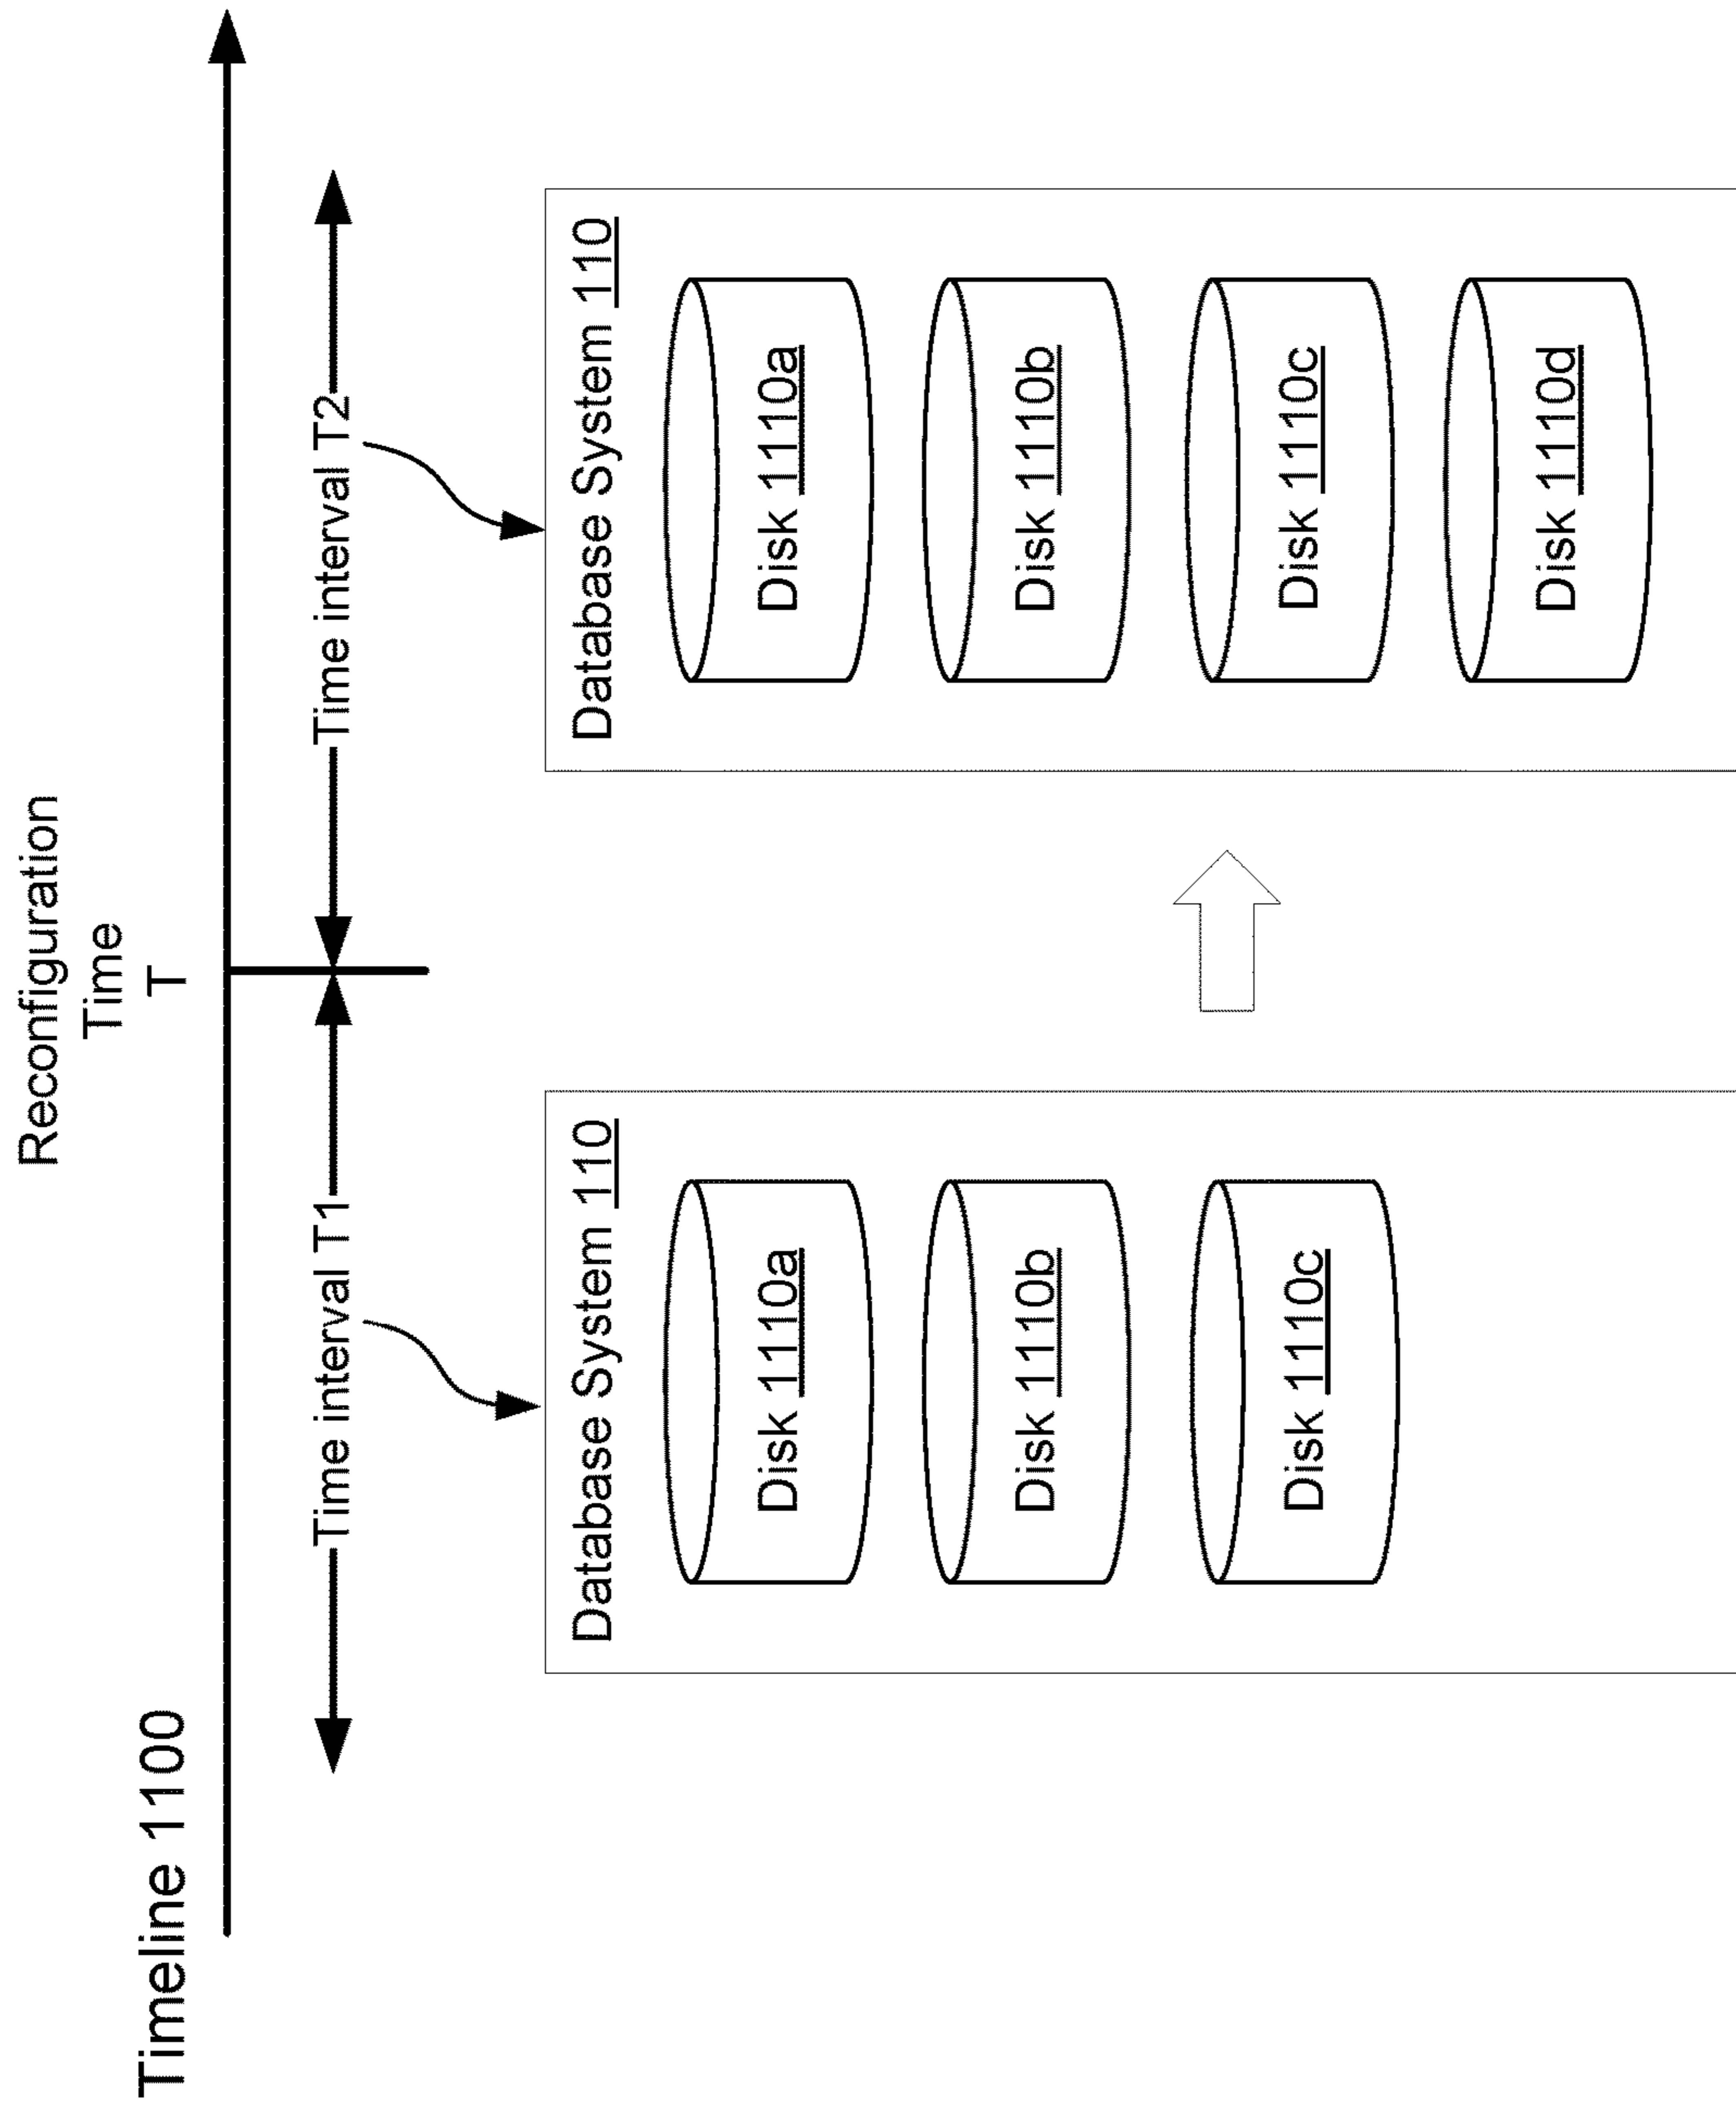 Reconfiguration
Time
T
Timeline 1100
Time interval T1
Time interval T2
Database System 110
Disk 1110a
Disk 1110b
Disk 1110c
Database System 110
Disk 1110a
Disk 1110b
Disk 1110c
Disk 1110d